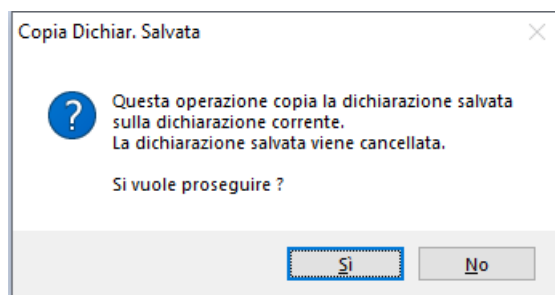 Copia Dichiar. Salvata
Questa operazione copia la dichiarazione salvata
sulla dichiarazione corrente.
La dichiarazione salvata viene cancellata.
Si vuole proseguire ?
Sì
No